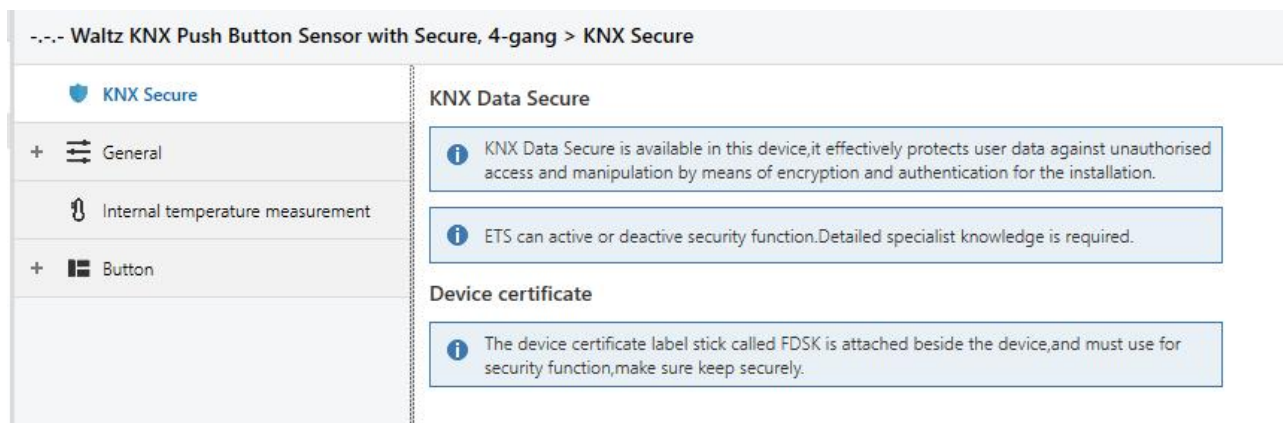 -.-.- Waltz KNX Push Button Sensor with Secure, 4-gang > KNX Secure
KNX Secure
+ General
Internal temperature measurement
+ Button
KNX Data Secure
KNX Data Secure is available in this device,it effectively protects user data against unauthorised
access and manipulation by means of encryption and authentication for the installation.
ETS can active or deactive security function.Detailed specialist knowledge is required.
Device certificate
The device certificate label stick called FDSK is attached beside the device,and must use for
security function,make sure keep securely.